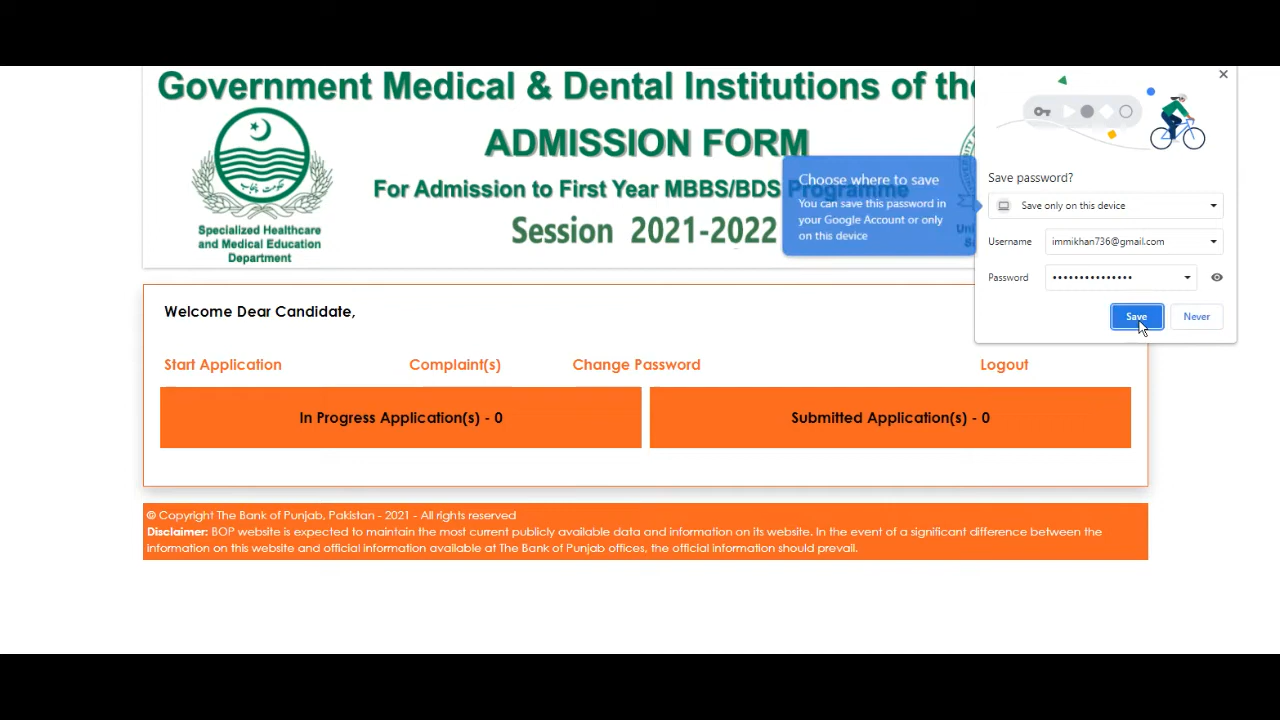 Government Medical & Dental Institutions of the
ADMISSION FORM
For Admission to First Year MBBS/BDS Programme
Session 2021-2022
Specialized Healthcare
and Medical Education
Department
Choose where to save
You can save this password in
your Google Account or only
on this device
Save password?
Save only on this device
Username immikhan736@gmail.com
Password •••••••••••••••
Save Never
Welcome Dear Candidate,
Start Application Complaint(s) Change Password Logout
In Progress Application(s) - 0 Submitted Application(s) - 0
© Copyright The Bank of Punjab, Pakistan - 2021 - All rights reserved
Disclaimer: BOP website is expected to maintain the most current publicly available data and information on its website. In the event of a significant difference between the
information on this website and official information available at The Bank of Punjab offices, the official information should prevail.